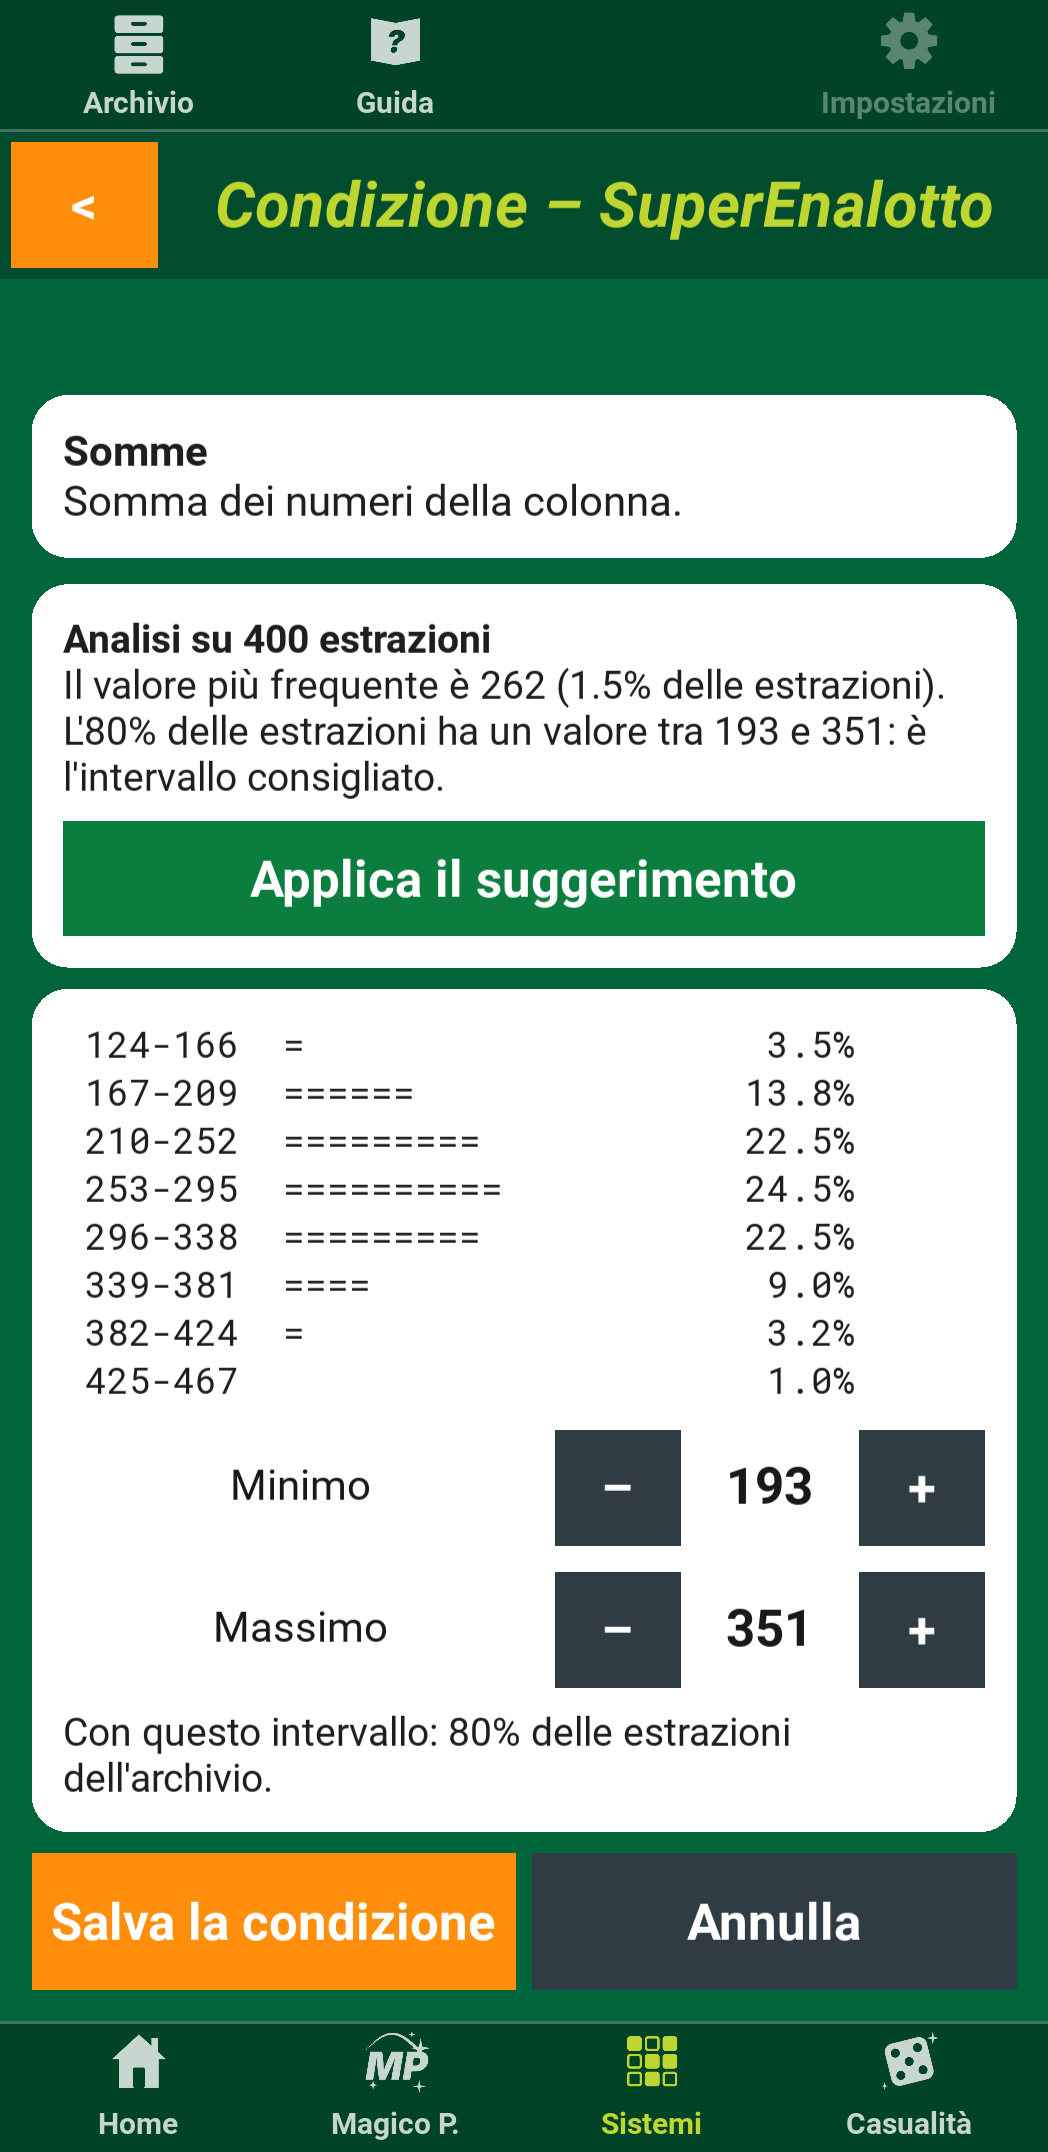 Archivio
Guida
Impostazioni
<
Condizione – SuperEnalotto
Somme
Somma dei numeri della colonna.
Analisi su 400 estrazioni
Il valore più frequente è 262 (1.5% delle estrazioni).
L'80% delle estrazioni ha un valore tra 193 e 351: è
l'intervallo consigliato.
Applica il suggerimento
124-166 = 3.5%
167-209 ====== 13.8%
210-252 ========= 22.5%
253-295 ========== 24.5%
296-338 ========= 22.5%
339-381 ==== 9.0%
382-424 = 3.2%
425-467 1.0%
Minimo – 193 +
Massimo – 351 +
Con questo intervallo: 80% delle estrazioni
dell'archivio.
Salva la condizione
Annulla
MP
Home
Magico P.
Sistemi
Casualità